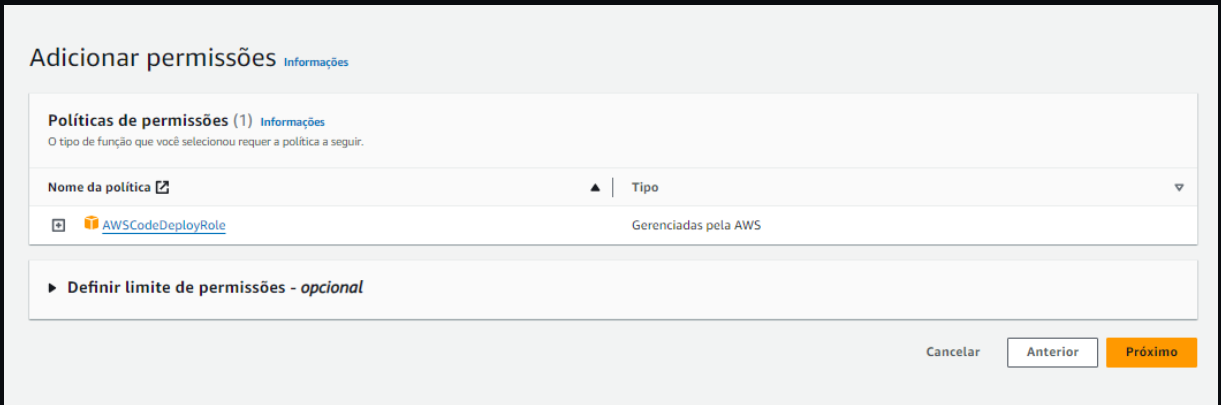 Adicionar permissões Informações
Políticas de permissões (1) Informações
O tipo de função que você selecionou requer a política a seguir.
Nome da política Tipo
AWSCodeDeployRole Gerenciadas pela AWS
Definir limite de permissões - opcional
Cancelar Anterior Próximo